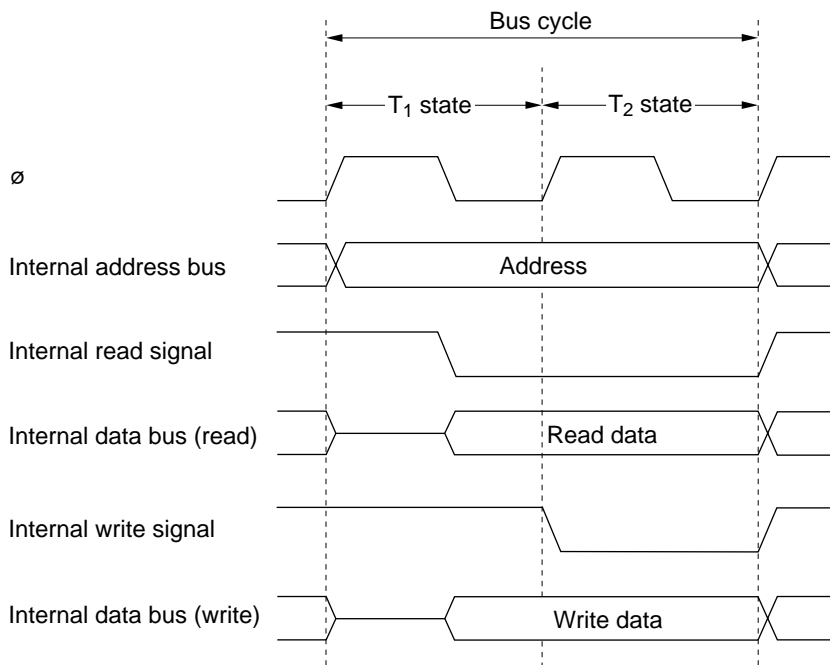 Bus cycle
T₁ state
T₂ state
ø
Internal address bus
Address
Internal read signal
Internal data bus (read)
Read data
Internal write signal
Internal data bus (write)
Write data